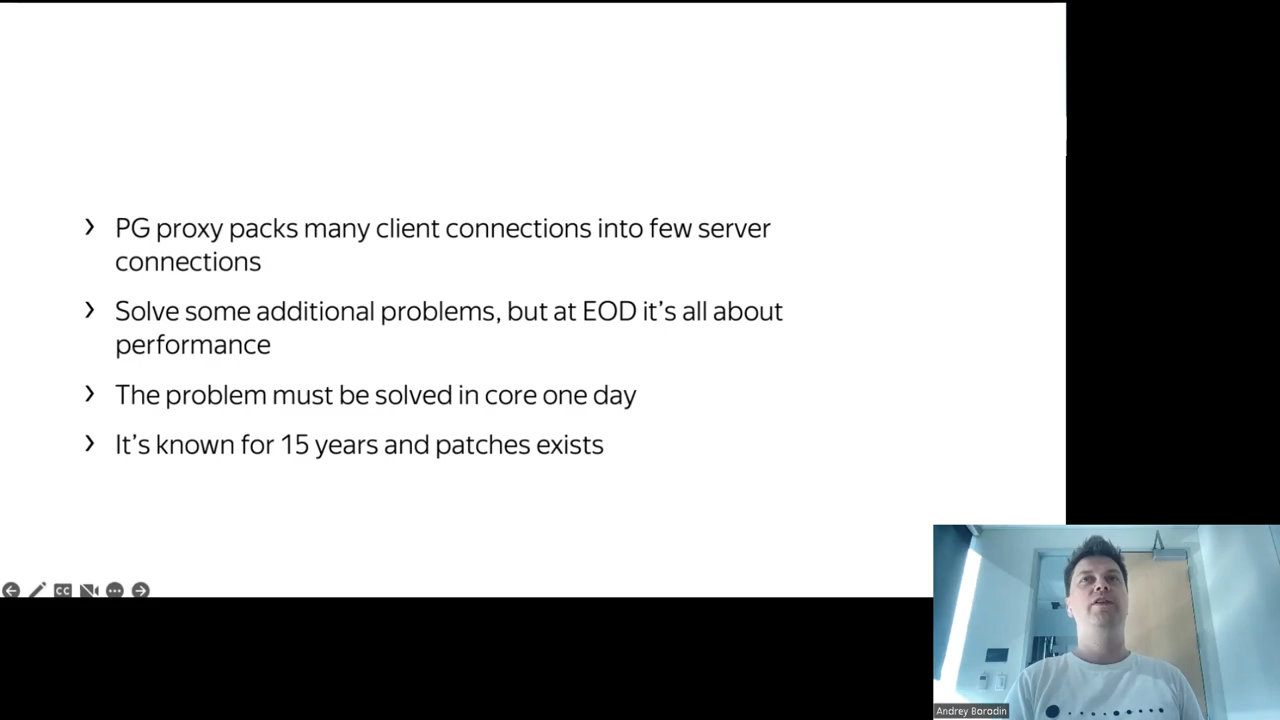 › PG proxy packs many client connections into few server
connections
› Solve some additional problems, but at EOD it’s all about
performance
› The problem must be solved in core one day
› It’s known for 15 years and patches exists
CC
Andrey Borodin